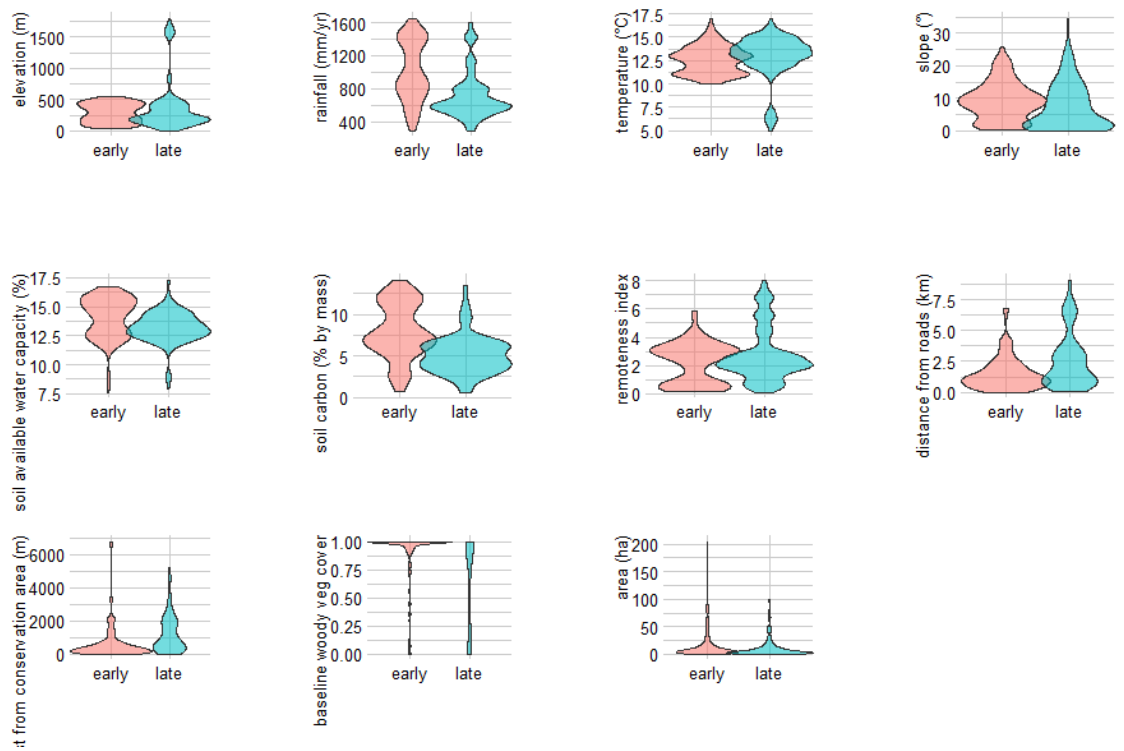 elevation (m)
1500
1000
500
0
early late
rainfall (mm/yr)
1600
1200
800
400
early late
temperature (°C)
17.5
15.0
12.5
10.0
7.5
5.0
early late
slope (°)
30
20
10
0
early late
soil available water capacity (%)
17.5
15.0
12.5
10.0
7.5
early late
soil carbon (% by mass)
10
5
0
early late
remoteness index
8
6
4
2
0
early late
distance from roads (km)
7.5
5.0
2.5
0.0
early late
from conservation area (m)
6000
4000
2000
0
early late
baseline woody veg cover
1.00
0.75
0.50
0.25
0.00
early late
area (ha)
200
150
100
50
0
early late